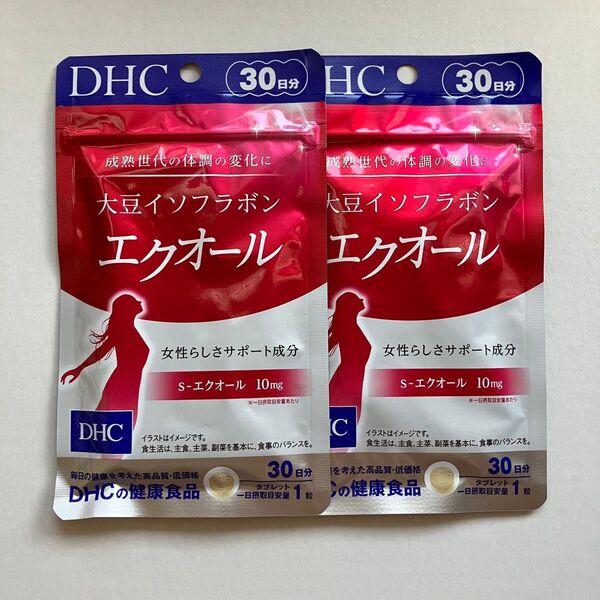 DHC 30日分
成熟世代の体調の変化に
大豆イソフラボン
エクオール
女性らしさサポート成分
S-エクオール 10mg
※一日摂取目安量あたり
DHC
イラストはイメージです。
食生活は、主食、主菜、副菜を基本に、食事のバランスを。
毎日の健康を考えた高品質・低価格
DHCの健康食品
30日分
タブレット
一日摂取目安量 1粒
DHC 30日分
成熟世代の体調の変化に
大豆イソフラボン
エクオール
女性らしさサポート成分
S-エクオール 10mg
※一日摂取目安量あたり
イラストはイメージです。
食生活は、主食、主菜、副菜を基本に、食事のバランスを。
を考えた高品質・低価格
の健康食品
30日分
タブレット
一日摂取目安量 1粒